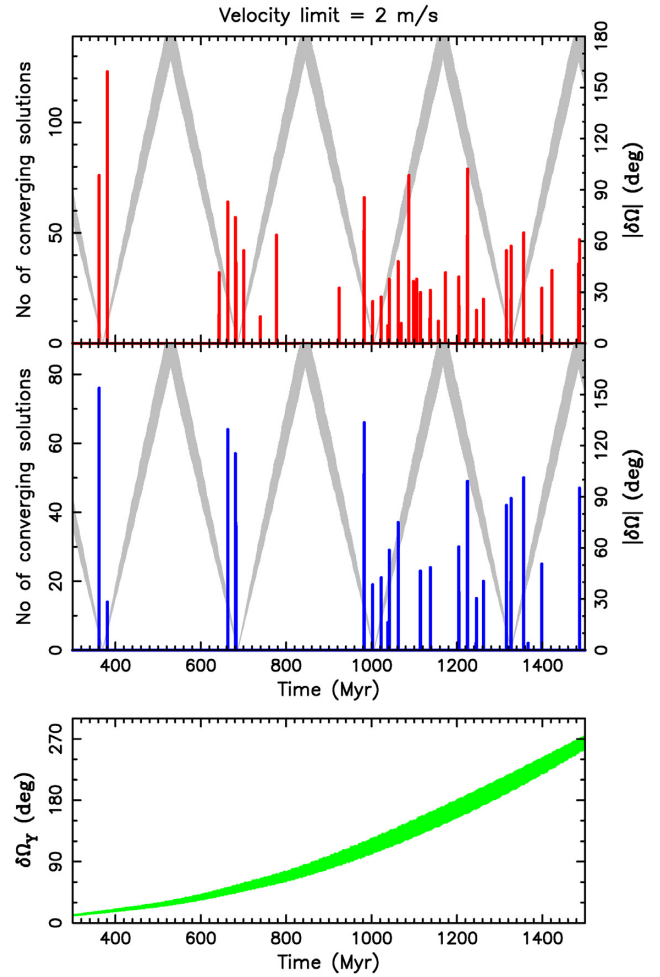 Velocity limit = 2 m/s
No of converging solutions
0 50 100
|δΩ| (deg)
0 30 60 90 120 150 180
No of converging solutions
0 20 40 60 80
|δΩ| (deg)
0 30 60 90 120 150
400 600 800 1000 1200 1400
Time (Myr)
δΩY (deg)
0 90 180 270
400 600 800 1000 1200 1400
Time (Myr)